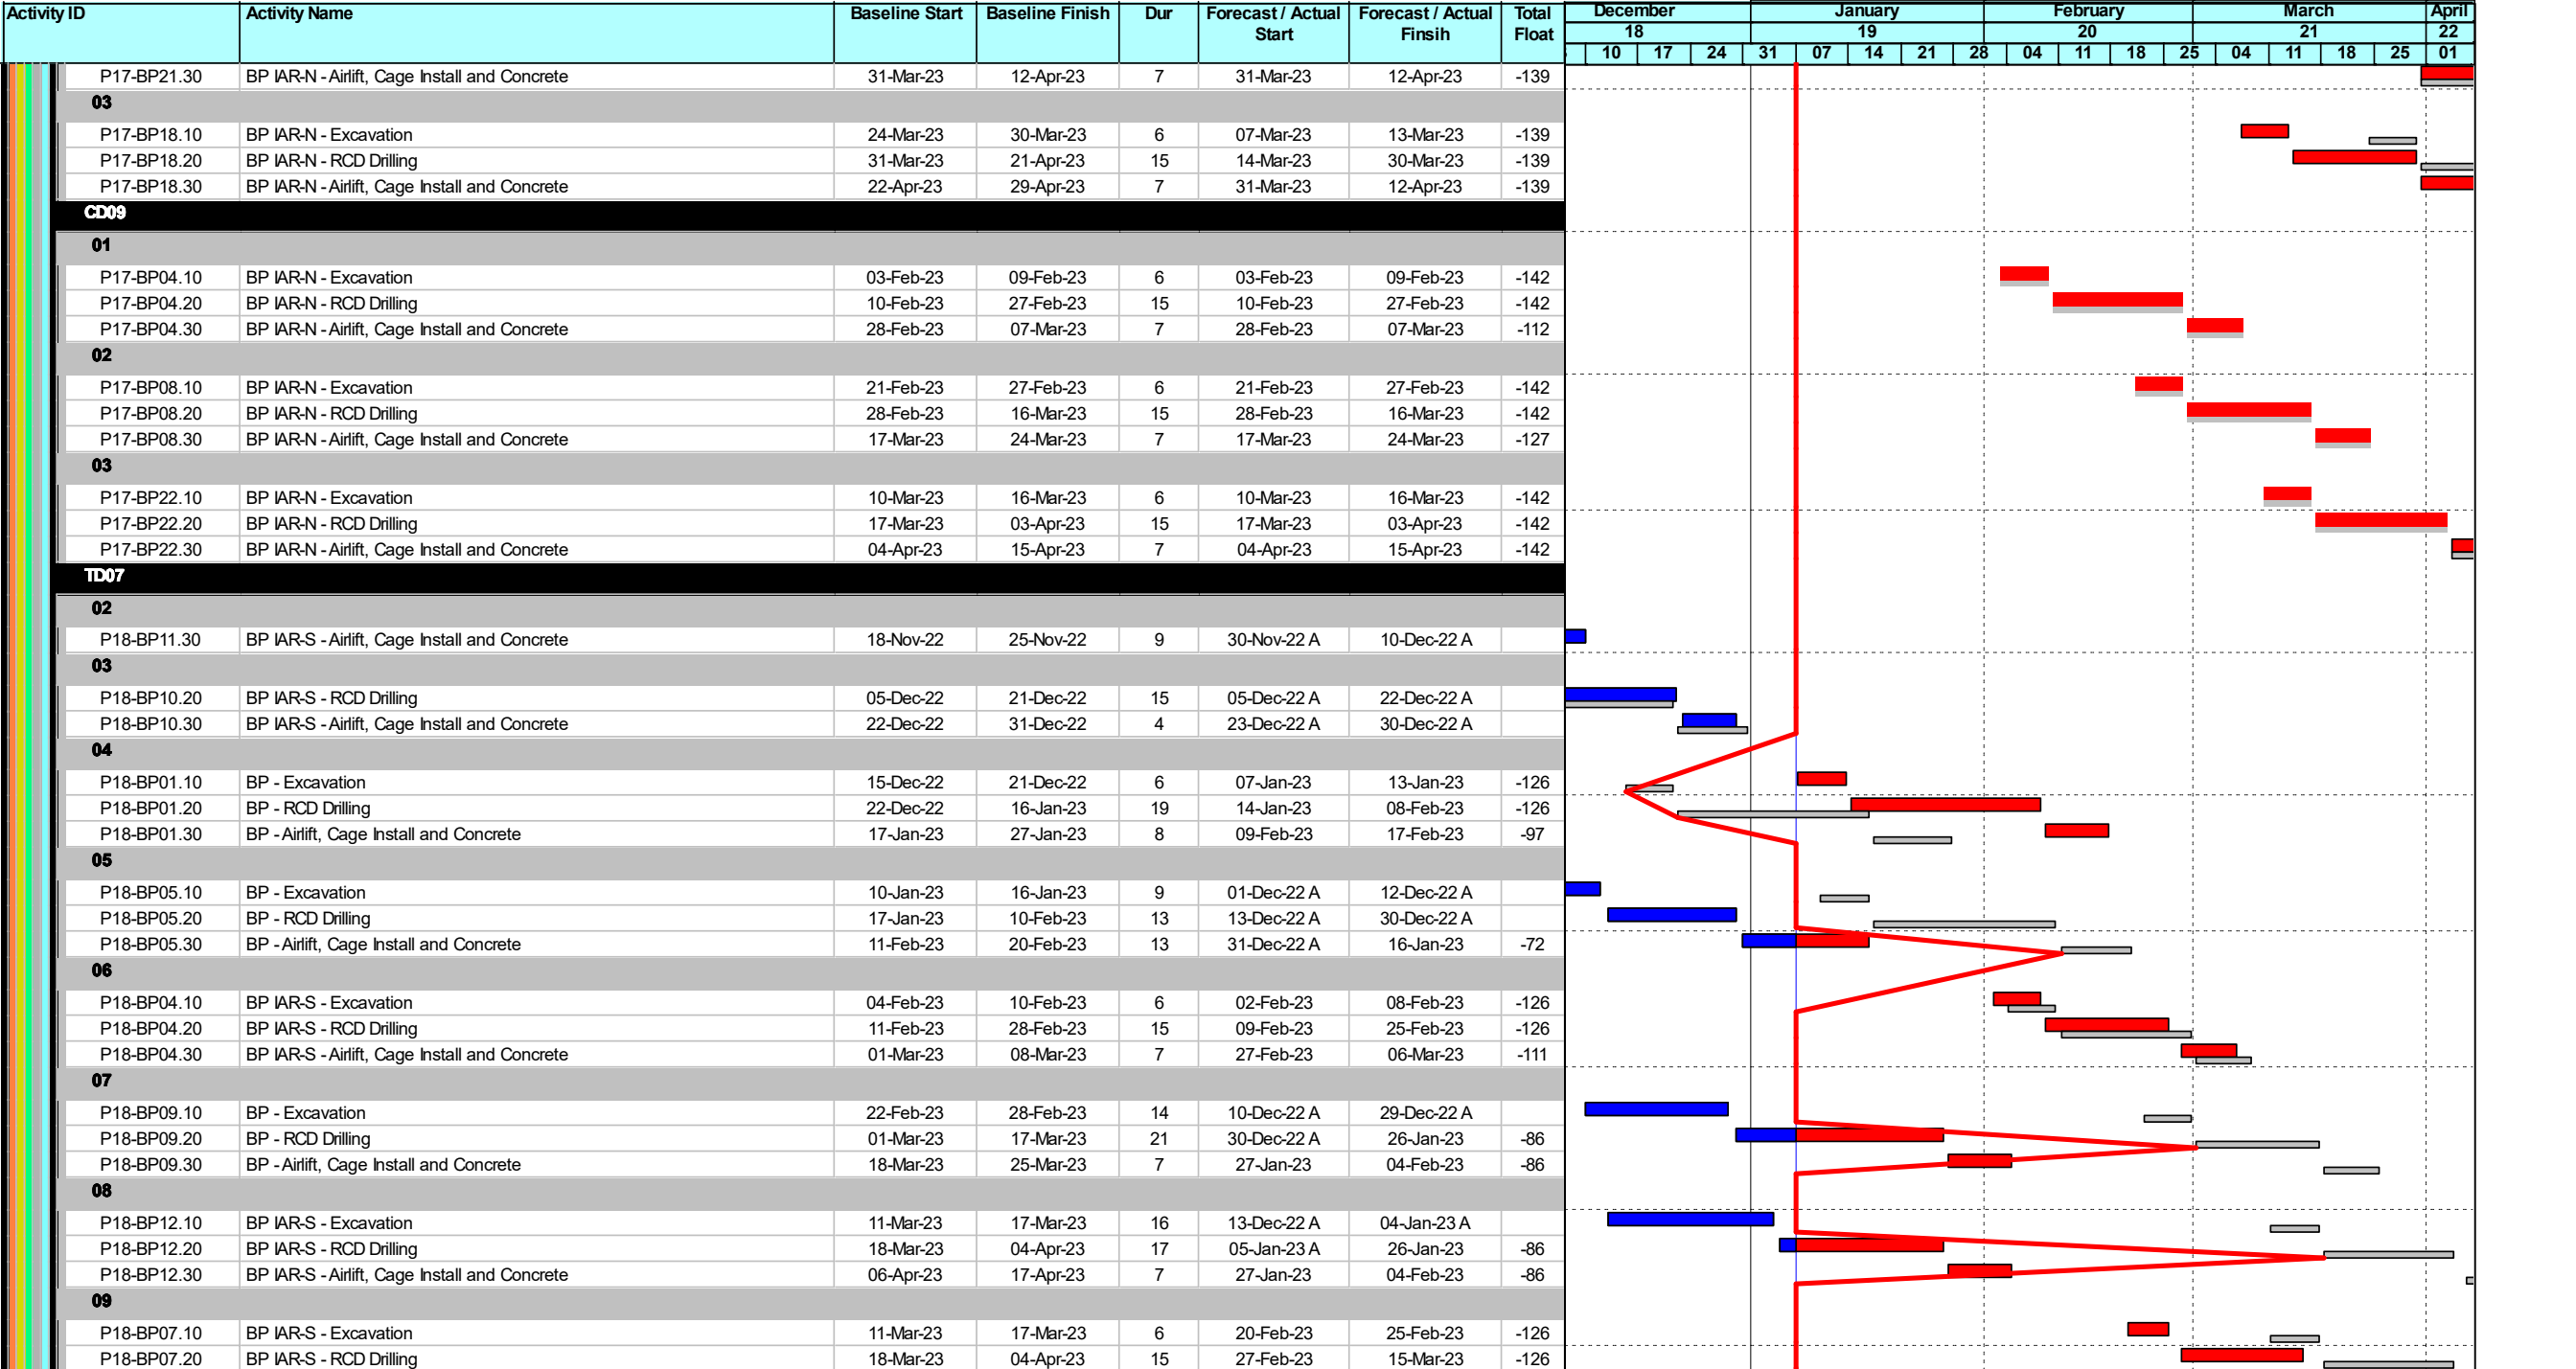 Activity ID Activity Name Baseline Start Baseline Finish Dur Forecast / Actual Start Forecast / Actual Finsih Total Float December January February March April
18 19 20 21 22
10 17 24 31 07 14 21 28 04 11 18 25 04 11 18 25 01
P17-BP21.30 BP IAR-N - Airlift, Cage Install and Concrete 31-Mar-23 12-Apr-23 7 31-Mar-23 12-Apr-23 -139
03
P17-BP18.10 BP IAR-N - Excavation 24-Mar-23 30-Mar-23 6 07-Mar-23 13-Mar-23 -139
P17-BP18.20 BP IAR-N - RCD Drilling 31-Mar-23 21-Apr-23 15 14-Mar-23 30-Mar-23 -139
P17-BP18.30 BP IAR-N - Airlift, Cage Install and Concrete 22-Apr-23 29-Apr-23 7 31-Mar-23 12-Apr-23 -139
CD09
01
P17-BP04.10 BP IAR-N - Excavation 03-Feb-23 09-Feb-23 6 03-Feb-23 09-Feb-23 -142
P17-BP04.20 BP IAR-N - RCD Drilling 10-Feb-23 27-Feb-23 15 10-Feb-23 27-Feb-23 -142
P17-BP04.30 BP IAR-N - Airlift, Cage Install and Concrete 28-Feb-23 07-Mar-23 7 28-Feb-23 07-Mar-23 -112
02
P17-BP08.10 BP IAR-N - Excavation 21-Feb-23 27-Feb-23 6 21-Feb-23 27-Feb-23 -142
P17-BP08.20 BP IAR-N - RCD Drilling 28-Feb-23 16-Mar-23 15 28-Feb-23 16-Mar-23 -142
P17-BP08.30 BP IAR-N - Airlift, Cage Install and Concrete 17-Mar-23 24-Mar-23 7 17-Mar-23 24-Mar-23 -127
03
P17-BP22.10 BP IAR-N - Excavation 10-Mar-23 16-Mar-23 6 10-Mar-23 16-Mar-23 -142
P17-BP22.20 BP IAR-N - RCD Drilling 17-Mar-23 03-Apr-23 15 17-Mar-23 03-Apr-23 -142
P17-BP22.30 BP IAR-N - Airlift, Cage Install and Concrete 04-Apr-23 15-Apr-23 7 04-Apr-23 15-Apr-23 -142
TD07
02
P18-BP11.30 BP IAR-S - Airlift, Cage Install and Concrete 18-Nov-22 25-Nov-22 9 30-Nov-22 A 10-Dec-22 A
03
P18-BP10.20 BP IAR-S - RCD Drilling 05-Dec-22 21-Dec-22 15 05-Dec-22 A 22-Dec-22 A
P18-BP10.30 BP IAR-S - Airlift, Cage Install and Concrete 22-Dec-22 31-Dec-22 4 23-Dec-22 A 30-Dec-22 A
04
P18-BP01.10 BP - Excavation 15-Dec-22 21-Dec-22 6 07-Jan-23 13-Jan-23 -126
P18-BP01.20 BP - RCD Drilling 22-Dec-22 16-Jan-23 19 14-Jan-23 08-Feb-23 -126
P18-BP01.30 BP - Airlift, Cage Install and Concrete 17-Jan-23 27-Jan-23 8 09-Feb-23 17-Feb-23 -97
05
P18-BP05.10 BP - Excavation 10-Jan-23 16-Jan-23 9 01-Dec-22 A 12-Dec-22 A
P18-BP05.20 BP - RCD Drilling 17-Jan-23 10-Feb-23 13 13-Dec-22 A 30-Dec-22 A
P18-BP05.30 BP - Airlift, Cage Install and Concrete 11-Feb-23 20-Feb-23 13 31-Dec-22 A 16-Jan-23 -72
06
P18-BP04.10 BP IAR-S - Excavation 04-Feb-23 10-Feb-23 6 02-Feb-23 08-Feb-23 -126
P18-BP04.20 BP IAR-S - RCD Drilling 11-Feb-23 28-Feb-23 15 09-Feb-23 25-Feb-23 -126
P18-BP04.30 BP IAR-S - Airlift, Cage Install and Concrete 01-Mar-23 08-Mar-23 7 27-Feb-23 06-Mar-23 -111
07
P18-BP09.10 BP - Excavation 22-Feb-23 28-Feb-23 14 10-Dec-22 A 29-Dec-22 A
P18-BP09.20 BP - RCD Drilling 01-Mar-23 17-Mar-23 21 30-Dec-22 A 26-Jan-23 -86
P18-BP09.30 BP - Airlift, Cage Install and Concrete 18-Mar-23 25-Mar-23 7 27-Jan-23 04-Feb-23 -86
08
P18-BP12.10 BP IAR-S - Excavation 11-Mar-23 17-Mar-23 16 13-Dec-22 A 04-Jan-23 A
P18-BP12.20 BP IAR-S - RCD Drilling 18-Mar-23 04-Apr-23 17 05-Jan-23 A 26-Jan-23 -86
P18-BP12.30 BP IAR-S - Airlift, Cage Install and Concrete 06-Apr-23 17-Apr-23 7 27-Jan-23 04-Feb-23 -86
09
P18-BP07.10 BP IAR-S - Excavation 11-Mar-23 17-Mar-23 6 20-Feb-23 25-Feb-23 -126
P18-BP07.20 BP IAR-S - RCD Drilling 18-Mar-23 04-Apr-23 15 27-Feb-23 15-Mar-23 -126